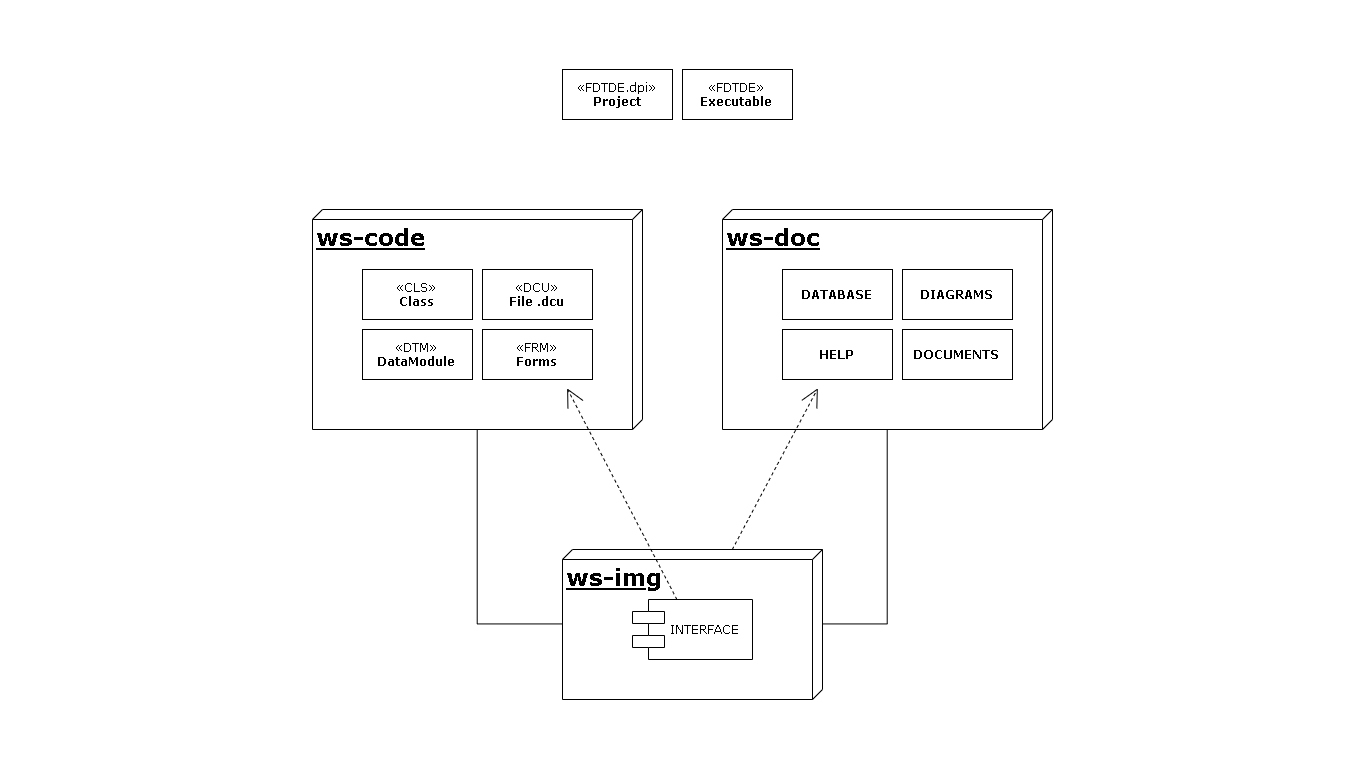 «FDTDE.dpi»
Project
«FDTDE»
Executable
ws-code
«CLS»
Class
«DCU»
File .dcu
«DTM»
DataModule
«FRM»
Forms
ws-doc
DATABASE
DIAGRAMS
HELP
DOCUMENTS
ws-img
INTERFACE